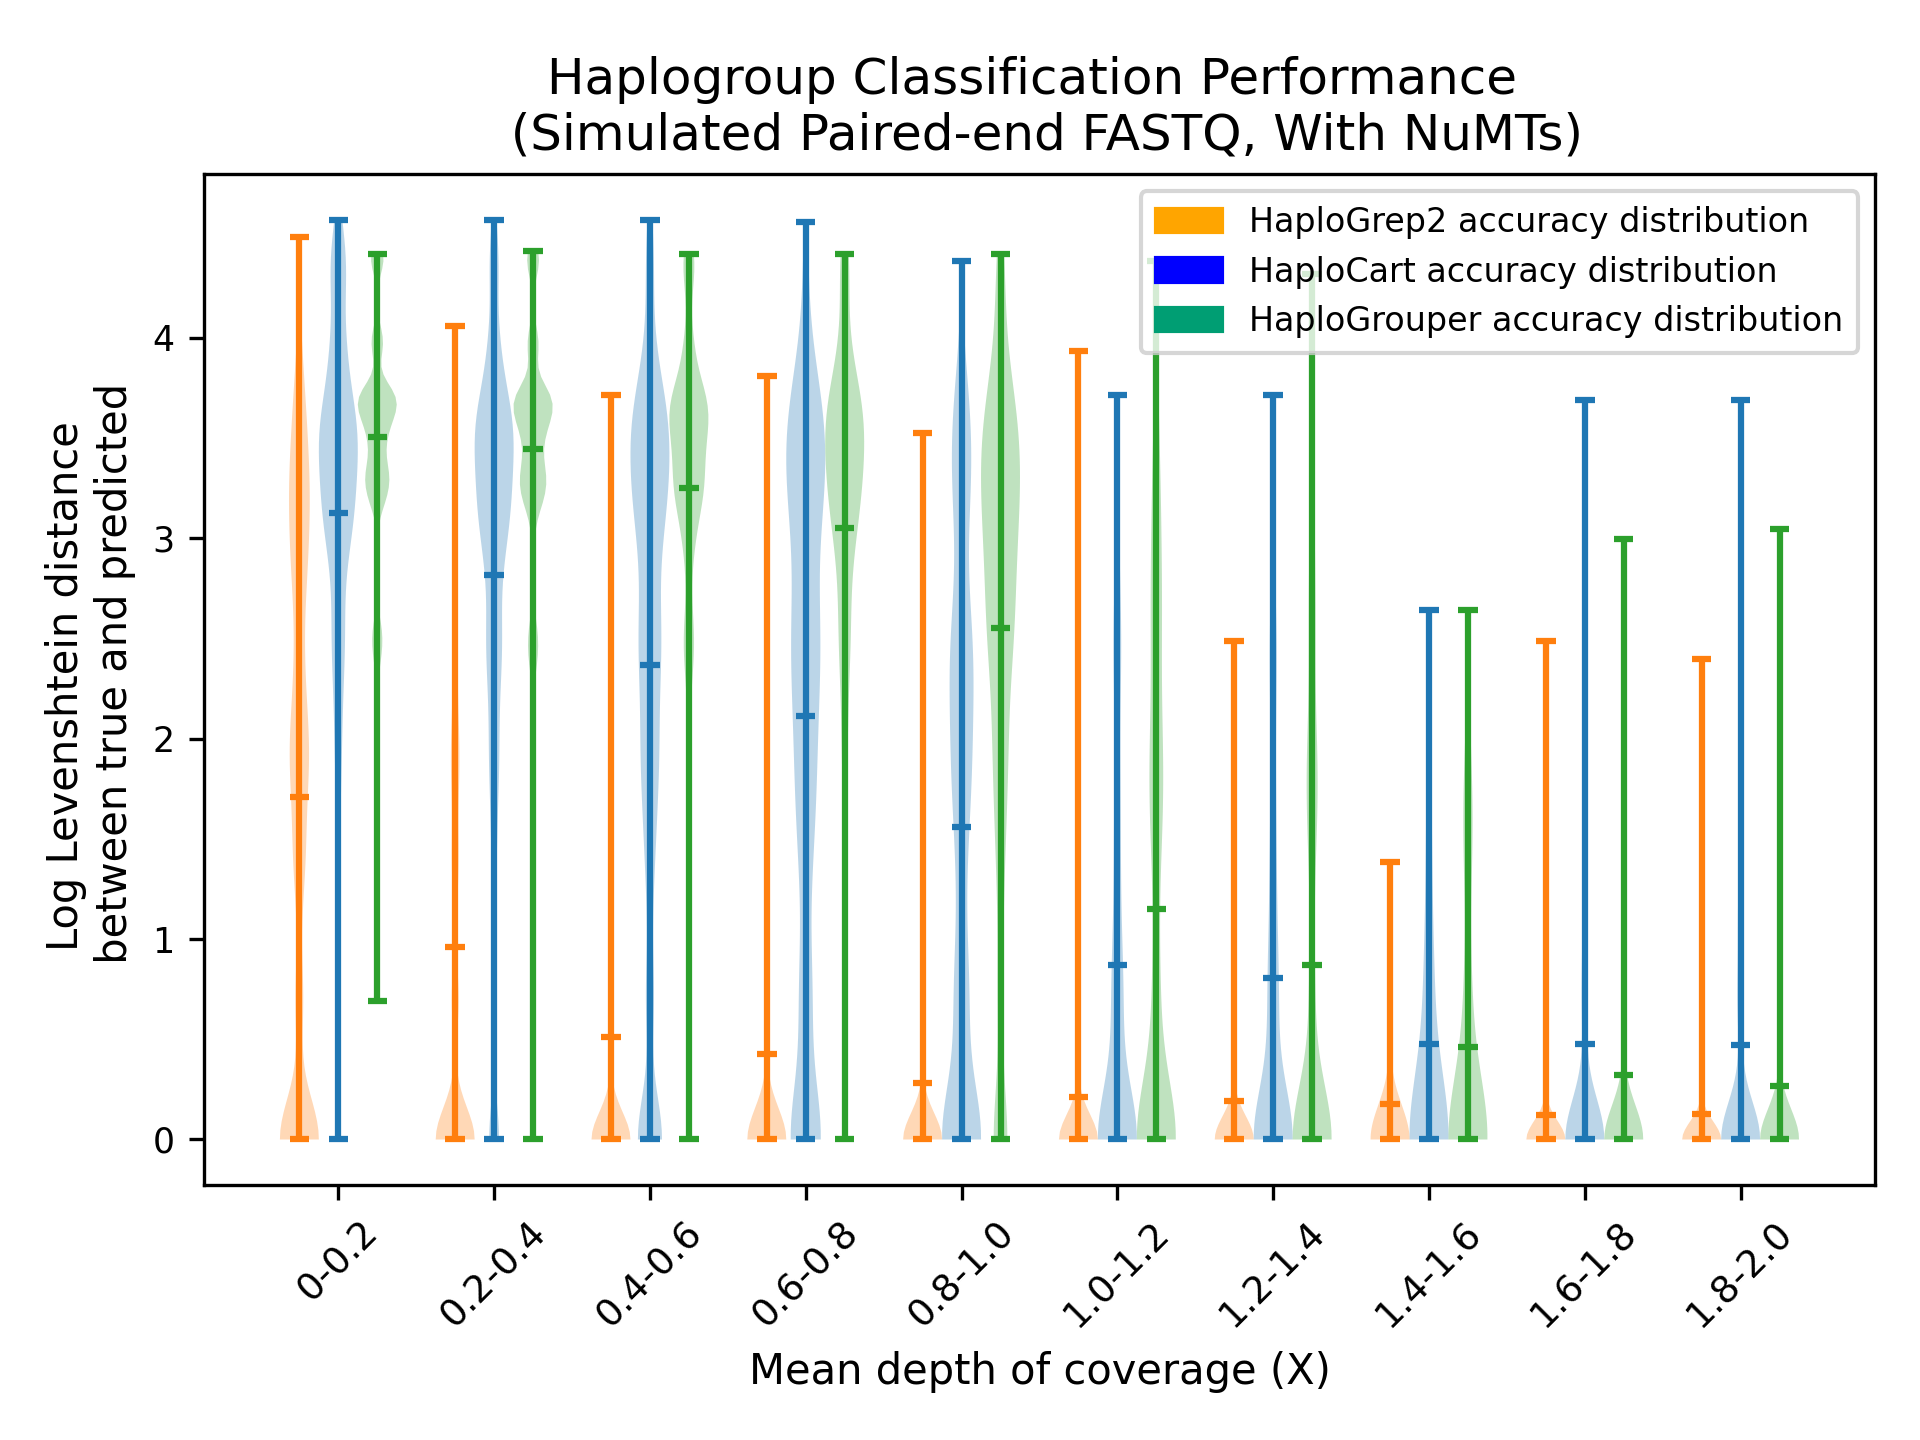 Haplogroup Classification Performance
(Simulated Paired-end FASTQ, With NuMTs)
HaploGrep2 accuracy distribution
HaploCart accuracy distribution
HaploGrouper accuracy distribution
Log Levenshtein distance
between true and predicted
4
3
2
1
0
0-0.2
0.2-0.4
0.4-0.6
0.6-0.8
0.8-1.0
1.0-1.2
1.2-1.4
1.4-1.6
1.6-1.8
1.8-2.0
Mean depth of coverage (X)